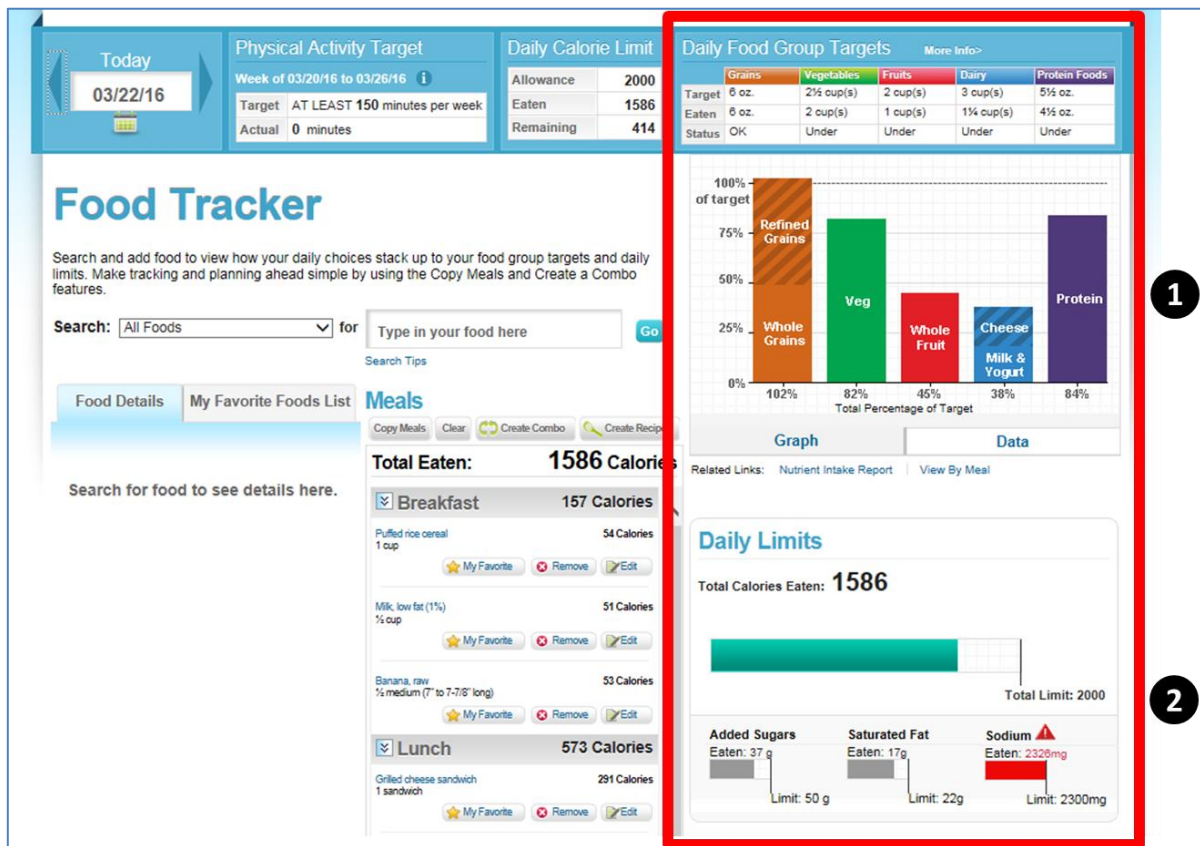 Today
03/22/16
Physical Activity Target
Week of 03/20/16 to 03/26/16 i
Target AT LEAST 150 minutes per week
Actual 0 minutes
Daily Calorie Limit
Allowance 2000
Eaten 1586
Remaining 414
Daily Food Group Targets More Info>
Grains Vegetables Fruits Dairy Protein Foods
Target 6 oz. 2½ cup(s) 2 cup(s) 3 cup(s) 5½ oz.
Eaten 6 oz. 2 cup(s) 1 cup(s) 1¼ cup(s) 4½ oz.
Status OK Under Under Under Under
Food Tracker
Search and add food to view how your daily choices stack up to your food group targets and daily
limits. Make tracking and planning ahead simple by using the Copy Meals and Create a Combo
features.
Search: All Foods for Type in your food here Go
Search Tips
Food Details My Favorite Foods List
Search for food to see details here.
Meals
Copy Meals Clear Create Combo Create Recipe
Total Eaten: 1586 Calories
Breakfast 157 Calories
Puffed rice cereal 54 Calories
1 cup
My Favorite Remove Edit
Milk, low fat (1%) 51 Calories
½ cup
My Favorite Remove Edit
Banana, raw 53 Calories
½ medium (7" to 7-7/8" long)
My Favorite Remove Edit
Lunch 573 Calories
Grilled cheese sandwich 291 Calories
1 sandwich
My Favorite Remove Edit
100%
of target
75%
50%
25%
0%
Refined
Grains
Whole
Grains
Veg
Whole
Fruit
Cheese
Milk &
Yogurt
Protein
102% 82% 45% 38% 84%
Total Percentage of Target
Graph Data
Related Links: Nutrient Intake Report View By Meal
1
Daily Limits
Total Calories Eaten: 1586
Total Limit: 2000
Added Sugars Saturated Fat Sodium
Eaten: 37 g Eaten: 17g Eaten: 2326mg
Limit: 50 g Limit: 22g Limit: 2300mg
2